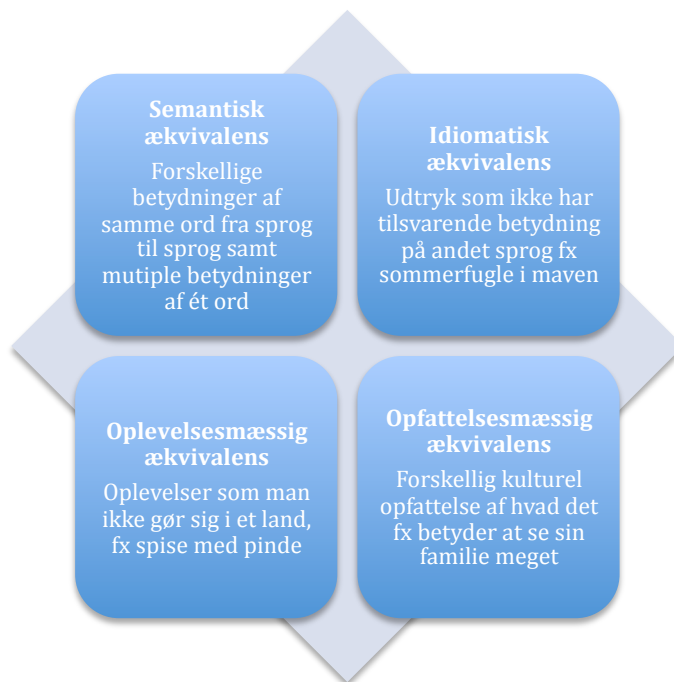 Semantisk
ækvivalens
Forskellige
betydninger af
samme ord fra sprog
til sprog samt
mutiple betydninger
af ét ord
Idiomatisk
ækvivalens
Udtryk som ikke har
tilsvarende betydning
på andet sprog fx
sommerfugle i maven
Oplevelsesmæssig
ækvivalens
Oplevelser som man
ikke gør sig i et land,
fx spise med pinde
Opfattelsesmæssig
ækvivalens
Forskellig kulturel
opfattelse af hvad det
fx betyder at se sin
familie meget